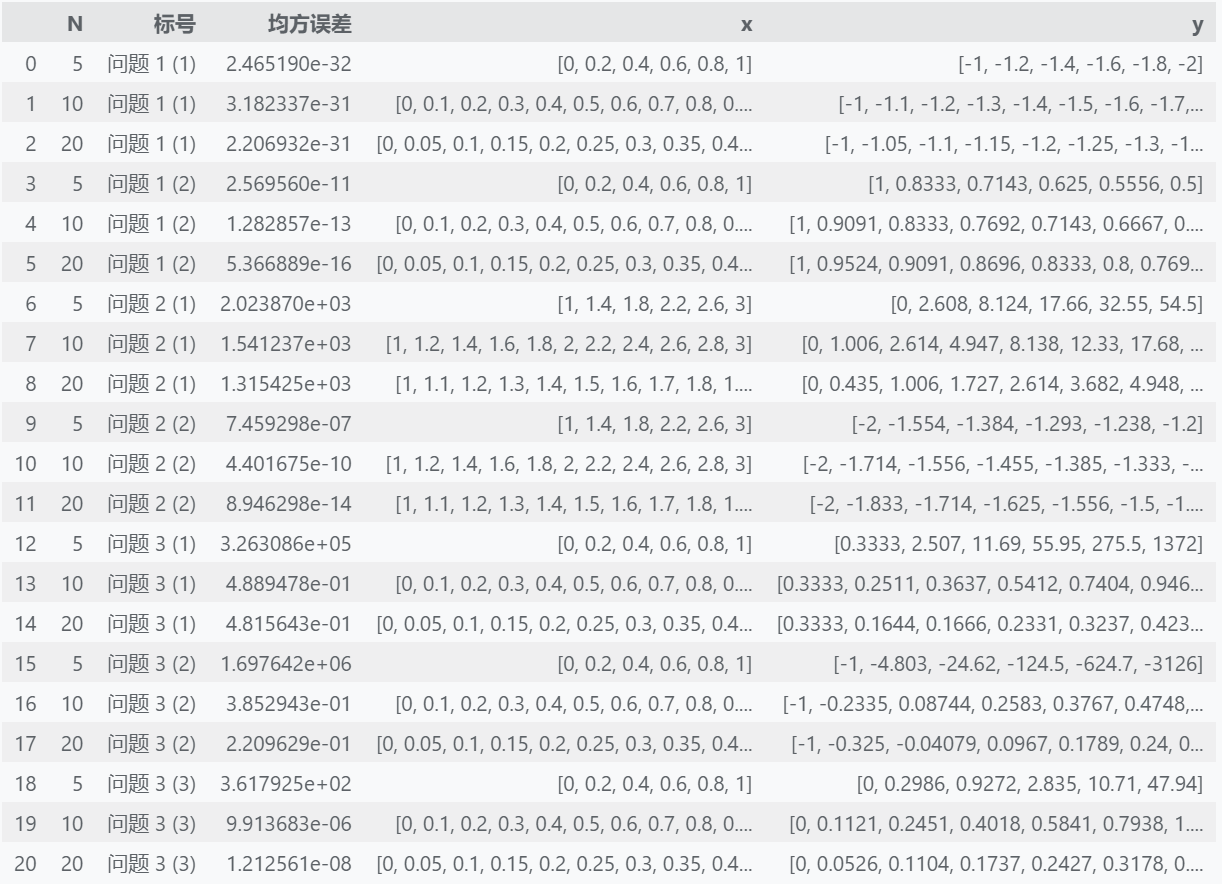 N 标号 均方误差 x y
0 5 问题 1 (1) 2.465190e-32 [0, 0.2, 0.4, 0.6, 0.8, 1] [-1, -1.2, -1.4, -1.6, -1.8, -2]
1 10 问题 1 (1) 3.182337e-31 [0, 0.1, 0.2, 0.3, 0.4, 0.5, 0.6, 0.7, 0.8, 0.... [-1, -1.1, -1.2, -1.3, -1.4, -1.5, -1.6, -1.7,...
2 20 问题 1 (1) 2.206932e-31 [0, 0.05, 0.1, 0.15, 0.2, 0.25, 0.3, 0.35, 0.4... [-1, -1.05, -1.1, -1.15, -1.2, -1.25, -1.3, -1...
3 5 问题 1 (2) 2.569560e-11 [0, 0.2, 0.4, 0.6, 0.8, 1] [1, 0.8333, 0.7143, 0.625, 0.5556, 0.5]
4 10 问题 1 (2) 1.282857e-13 [0, 0.1, 0.2, 0.3, 0.4, 0.5, 0.6, 0.7, 0.8, 0.... [1, 0.9091, 0.8333, 0.7692, 0.7143, 0.6667, 0....
5 20 问题 1 (2) 5.366889e-16 [0, 0.05, 0.1, 0.15, 0.2, 0.25, 0.3, 0.35, 0.4... [1, 0.9524, 0.9091, 0.8696, 0.8333, 0.8, 0.769...
6 5 问题 2 (1) 2.023870e+03 [1, 1.4, 1.8, 2.2, 2.6, 3] [0, 2.608, 8.124, 17.66, 32.55, 54.5]
7 10 问题 2 (1) 1.541237e+03 [1, 1.2, 1.4, 1.6, 1.8, 2, 2.2, 2.4, 2.6, 2.8, 3] [0, 1.006, 2.614, 4.947, 8.138, 12.33, 17.68, ...
8 20 问题 2 (1) 1.315425e+03 [1, 1.1, 1.2, 1.3, 1.4, 1.5, 1.6, 1.7, 1.8, 1.... [0, 0.435, 1.006, 1.727, 2.614, 3.682, 4.948, ...
9 5 问题 2 (2) 7.459298e-07 [1, 1.4, 1.8, 2.2, 2.6, 3] [-2, -1.554, -1.384, -1.293, -1.238, -1.2]
10 10 问题 2 (2) 4.401675e-10 [1, 1.2, 1.4, 1.6, 1.8, 2, 2.2, 2.4, 2.6, 2.8, 3] [-2, -1.714, -1.556, -1.455, -1.385, -1.333, -...
11 20 问题 2 (2) 8.946298e-14 [1, 1.1, 1.2, 1.3, 1.4, 1.5, 1.6, 1.7, 1.8, 1.... [-2, -1.833, -1.714, -1.625, -1.556, -1.5, -1....
12 5 问题 3 (1) 3.263086e+05 [0, 0.2, 0.4, 0.6, 0.8, 1] [0.3333, 2.507, 11.69, 55.95, 275.5, 1372]
13 10 问题 3 (1) 4.889478e-01 [0, 0.1, 0.2, 0.3, 0.4, 0.5, 0.6, 0.7, 0.8, 0.... [0.3333, 0.2511, 0.3637, 0.5412, 0.7404, 0.946...
14 20 问题 3 (1) 4.815643e-01 [0, 0.05, 0.1, 0.15, 0.2, 0.25, 0.3, 0.35, 0.4... [0.3333, 0.1644, 0.1666, 0.2331, 0.3237, 0.423...
15 5 问题 3 (2) 1.697642e+06 [0, 0.2, 0.4, 0.6, 0.8, 1] [-1, -4.803, -24.62, -124.5, -624.7, -3126]
16 10 问题 3 (2) 3.852943e-01 [0, 0.1, 0.2, 0.3, 0.4, 0.5, 0.6, 0.7, 0.8, 0.... [-1, -0.2335, 0.08744, 0.2583, 0.3767, 0.4748,...
17 20 问题 3 (2) 2.209629e-01 [0, 0.05, 0.1, 0.15, 0.2, 0.25, 0.3, 0.35, 0.4... [-1, -0.325, -0.04079, 0.0967, 0.1789, 0.24, 0...
18 5 问题 3 (3) 3.617925e+02 [0, 0.2, 0.4, 0.6, 0.8, 1] [0, 0.2986, 0.9272, 2.835, 10.71, 47.94]
19 10 问题 3 (3) 9.913683e-06 [0, 0.1, 0.2, 0.3, 0.4, 0.5, 0.6, 0.7, 0.8, 0.... [0, 0.1121, 0.2451, 0.4018, 0.5841, 0.7938, 1....
20 20 问题 3 (3) 1.212561e-08 [0, 0.05, 0.1, 0.15, 0.2, 0.25, 0.3, 0.35, 0.4... [0, 0.0526, 0.1104, 0.1737, 0.2427, 0.3178, 0....